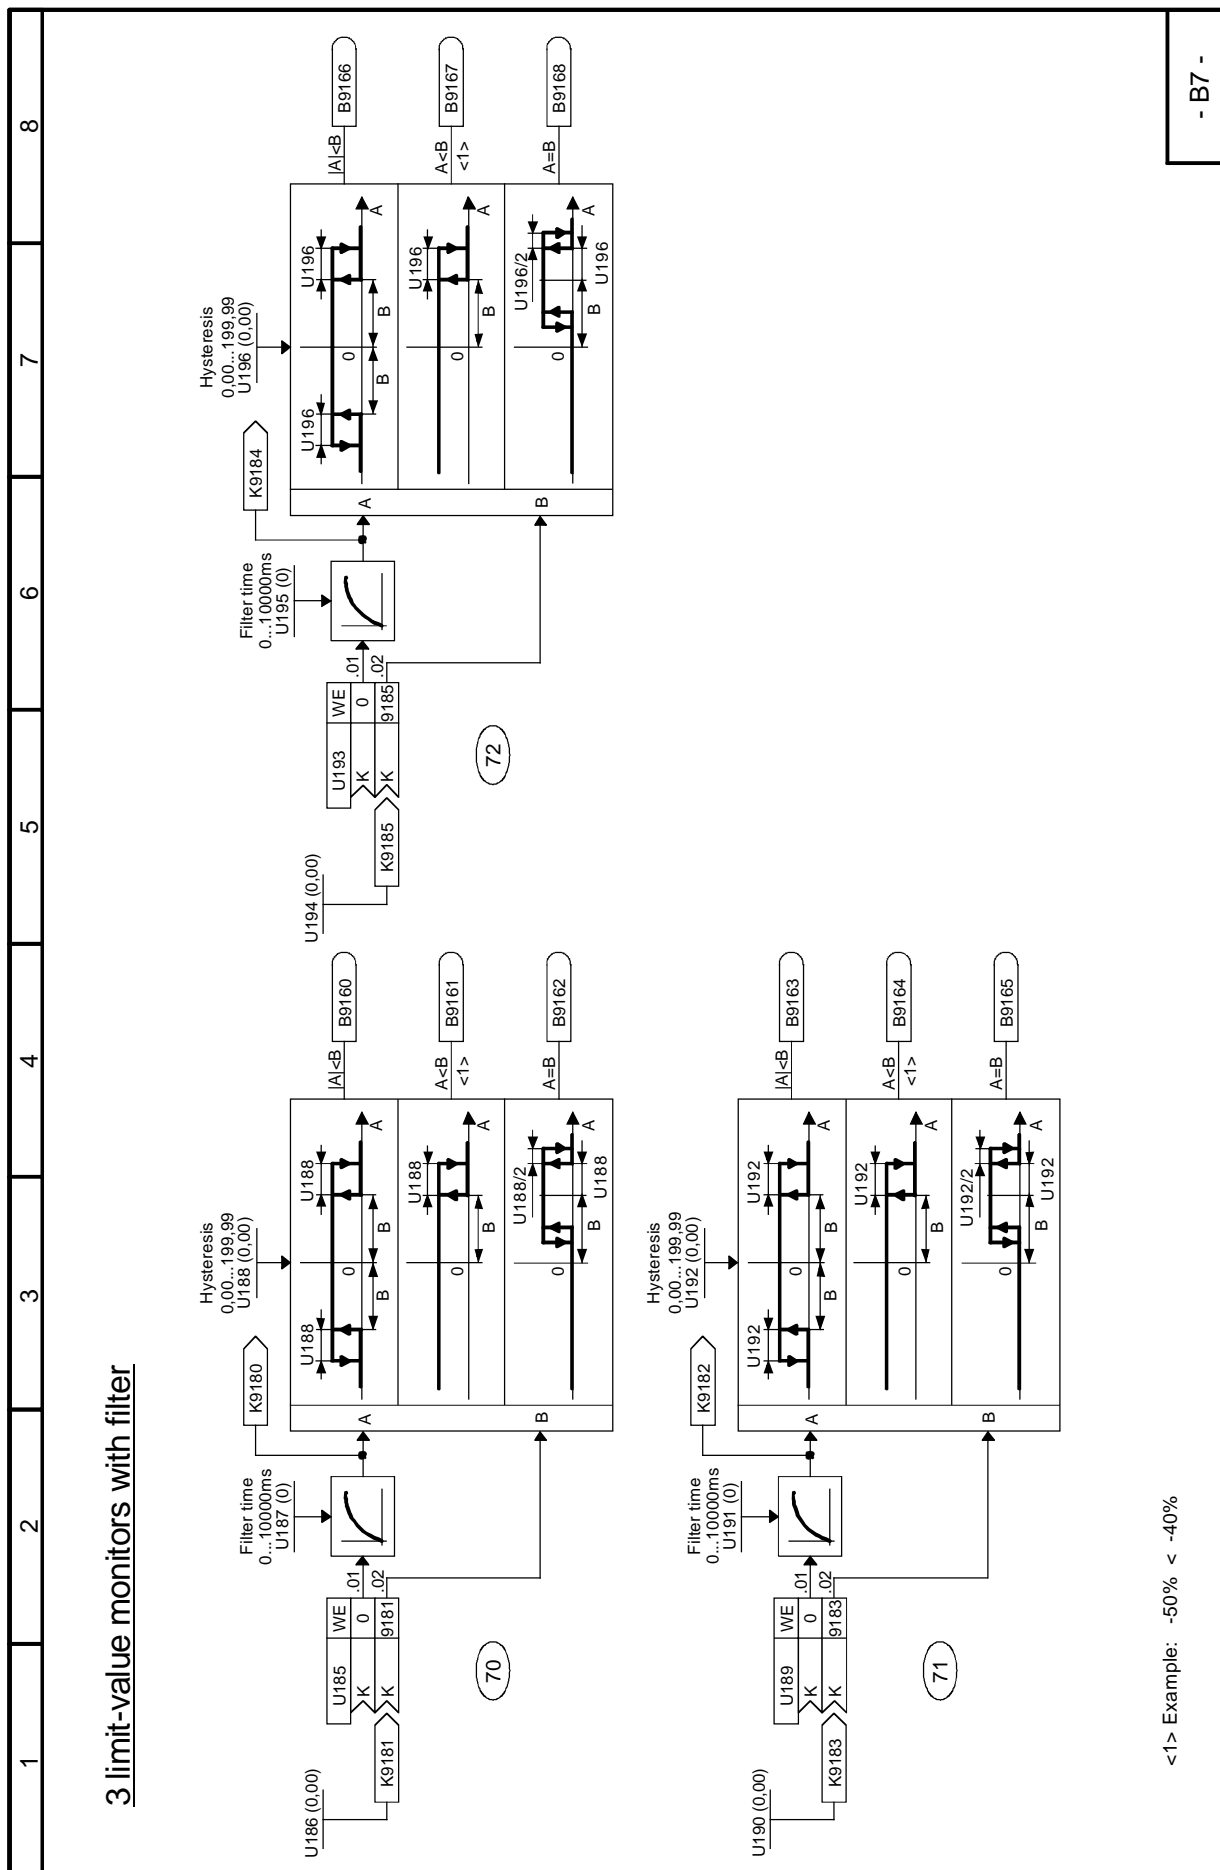 3 limit-value monitors with filter
1
2
3
4
5
6
7
8
U186 (0,00)
K9181
U185
WE
K
0
.01
K
9181
.02
70
Filter time
0...10000ms
U187 (0)
K9180
A
B
Hysteresis
0,00...199,99
U188 (0,00)
U188
U188
B
0
B
A
|A|<B
B9160
U188
0
B
A
A<B
<1>
B9161
U188/2
0
B
U188
A
A=B
B9162
U190 (0,00)
K9183
U189
WE
K
0
.01
K
9183
.02
71
Filter time
0...10000ms
U191 (0)
K9182
A
B
Hysteresis
0,00...199,99
U192 (0,00)
U192
U192
B
0
B
A
|A|<B
B9163
U192
0
B
A
A<B
<1>
B9164
U192/2
0
B
U192
A
A=B
B9165
U194 (0,00)
K9185
U193
WE
K
0
.01
K
9185
.02
72
Filter time
0...10000ms
U195 (0)
K9184
A
B
Hysteresis
0,00...199,99
U196 (0,00)
U196
U196
B
0
B
A
|A|<B
B9166
U196
0
B
A
A<B
<1>
B9167
U196/2
0
B
U196
A
A=B
B9168
<1> Example: -50% < -40%
- B7 -